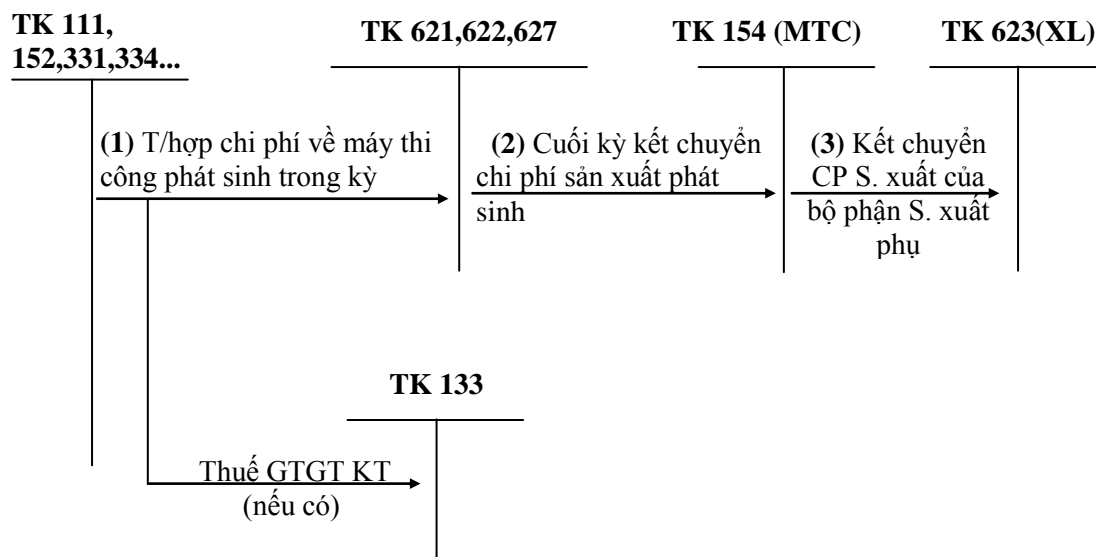 TK 111,
152,331,334...
TK 621,622,627
TK 154 (MTC)
TK 623(XL)
(1) T/hợp chi phí về máy thi
công phát sinh trong kỳ
(2) Cuối kỳ kết chuyển
chi phí sản xuất phát
sinh
(3) Kết chuyển
CP S. xuất của
bộ phận S. xuất
phụ
TK 133
Thuế GTGT KT
(nếu có)